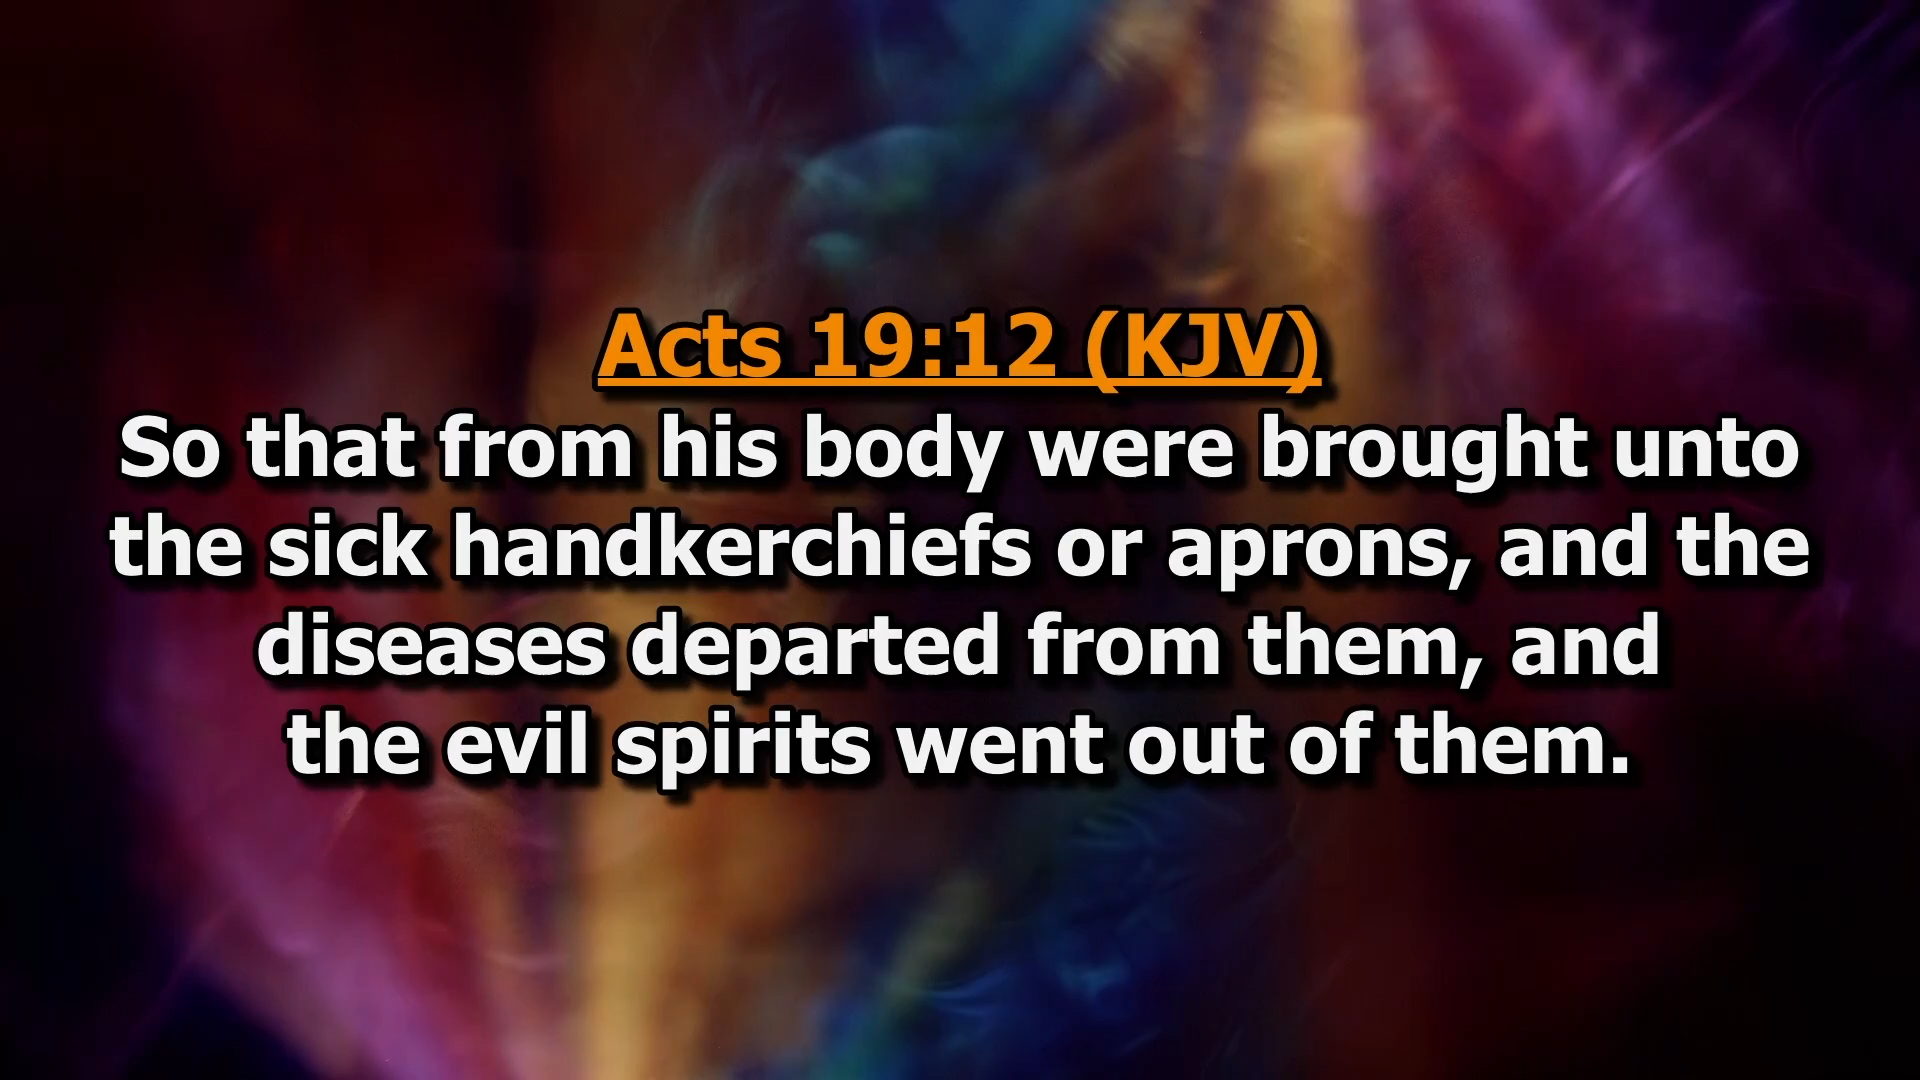 Acts 19:12 (KJV)
So that from his body were brought unto
the sick handkerchiefs or aprons, and the
diseases departed from them, and
the evil spirits went out of them.